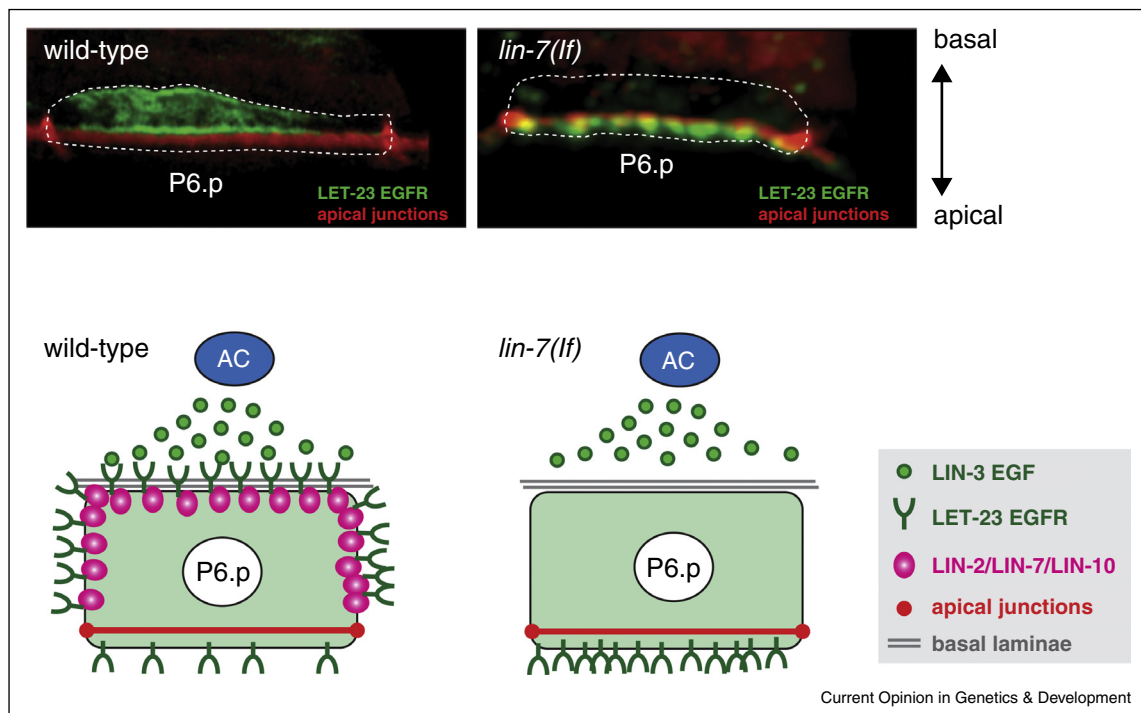 wild-type
P6.p
LET-23 EGFR
apical junctions
lin-7(lf)
P6.p
LET-23 EGFR
apical junctions
basal
apical
wild-type
AC
P6.p
lin-7(lf)
AC
P6.p
LIN-3 EGF
LET-23 EGFR
LIN-2/LIN-7/LIN-10
apical junctions
basal laminae
Current Opinion in Genetics & Development